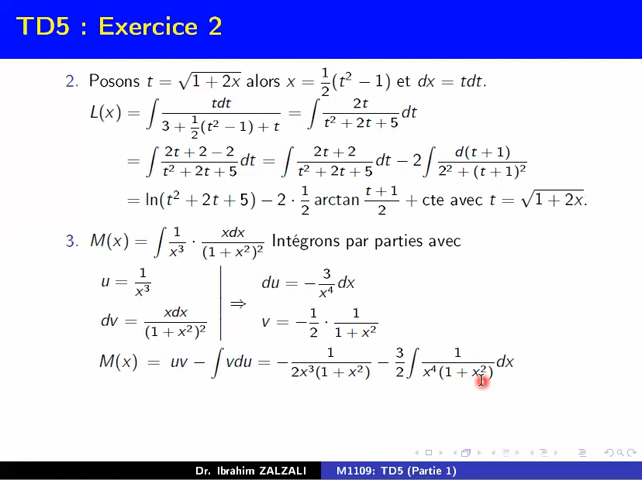 TD5 : Exercice 2
2. Posons t = √(1 + 2x) alors x = 1/2(t² − 1) et dx = tdt.
L(x) = ∫ tdt / (3 + 1/2(t² − 1) + t) = ∫ 2t / (t² + 2t + 5) dt
= ∫ (2t + 2 − 2) / (t² + 2t + 5) dt = ∫ (2t + 2) / (t² + 2t + 5) dt − 2 ∫ d(t + 1) / (2² + (t + 1)²)
= ln(t² + 2t + 5) − 2 · 1/2 arctan (t + 1)/2 + cte avec t = √(1 + 2x).
3. M(x) = ∫ 1/x³ · xdx / (1 + x²)² Intégrons par parties avec
u = 1/x³ ⇒ du = −3/x⁴ dx
dv = xdx / (1 + x²)² v = −1/2 · 1/(1 + x²)
M(x) = uv − ∫ vdu = − 1 / (2x³(1 + x²)) − 3/2 ∫ 1 / (x⁴(1 + x²)) dx
Dr. Ibrahim ZALZALI M1109: TD5 (Partie 1)